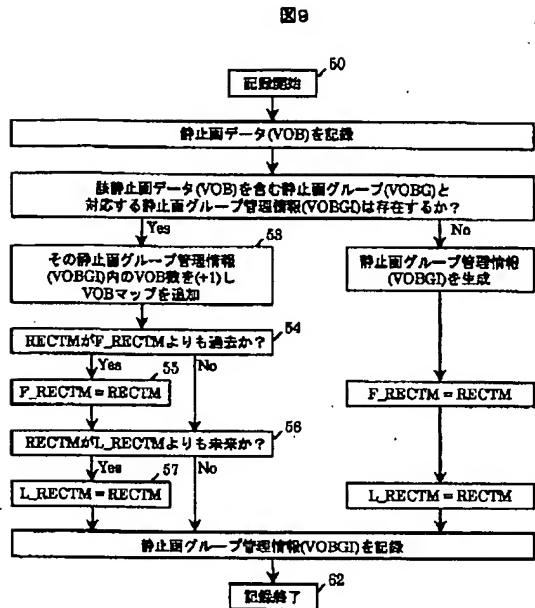 図9
50
記録開始
静止画データ(VOB)を記録
該静止画データ(VOB)を含む静止画グループ(VOBG)と
対応する静止画グループ管理情報(VOBGI)は存在するか?
Yes
No
53
その静止画グループ管理情報
(VOBGI)内のVOB数を(+1)し
VOBマップを追加
静止画グループ管理情報
(VOBGI)を生成
54
RECTMがF_RECTMよりも過去か?
Yes
55
No
F_RECTM = RECTM
F_RECTM = RECTM
56
RECTMがL_RECTMよりも未来か?
Yes
57
No
L_RECTM = RECTM
L_RECTM = RECTM
静止画グループ管理情報(VOBGI)を記録
52
記録終了